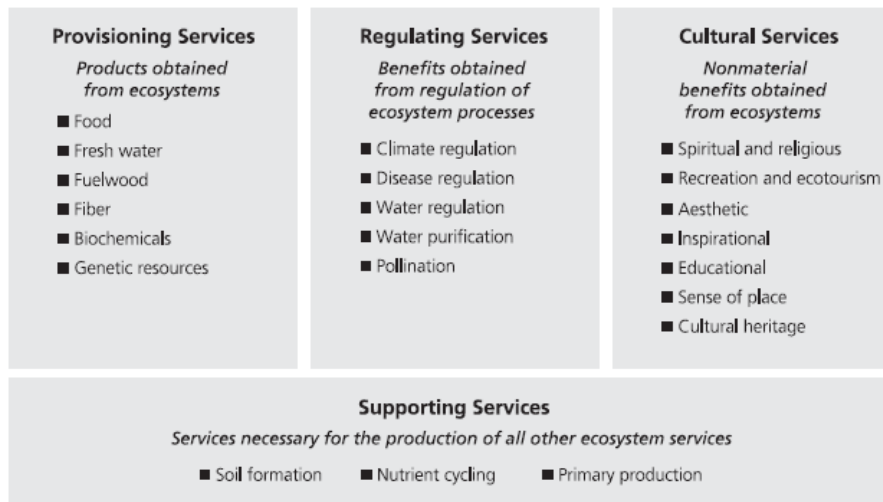 Provisioning Services
Products obtained
from ecosystems
■ Food
■ Fresh water
■ Fuelwood
■ Fiber
■ Biochemicals
■ Genetic resources
Regulating Services
Benefits obtained
from regulation of
ecosystem processes
■ Climate regulation
■ Disease regulation
■ Water regulation
■ Water purification
■ Pollination
Cultural Services
Nonmaterial
benefits obtained
from ecosystems
■ Spiritual and religious
■ Recreation and ecotourism
■ Aesthetic
■ Inspirational
■ Educational
■ Sense of place
■ Cultural heritage
Supporting Services
Services necessary for the production of all other ecosystem services
■ Soil formation ■ Nutrient cycling ■ Primary production